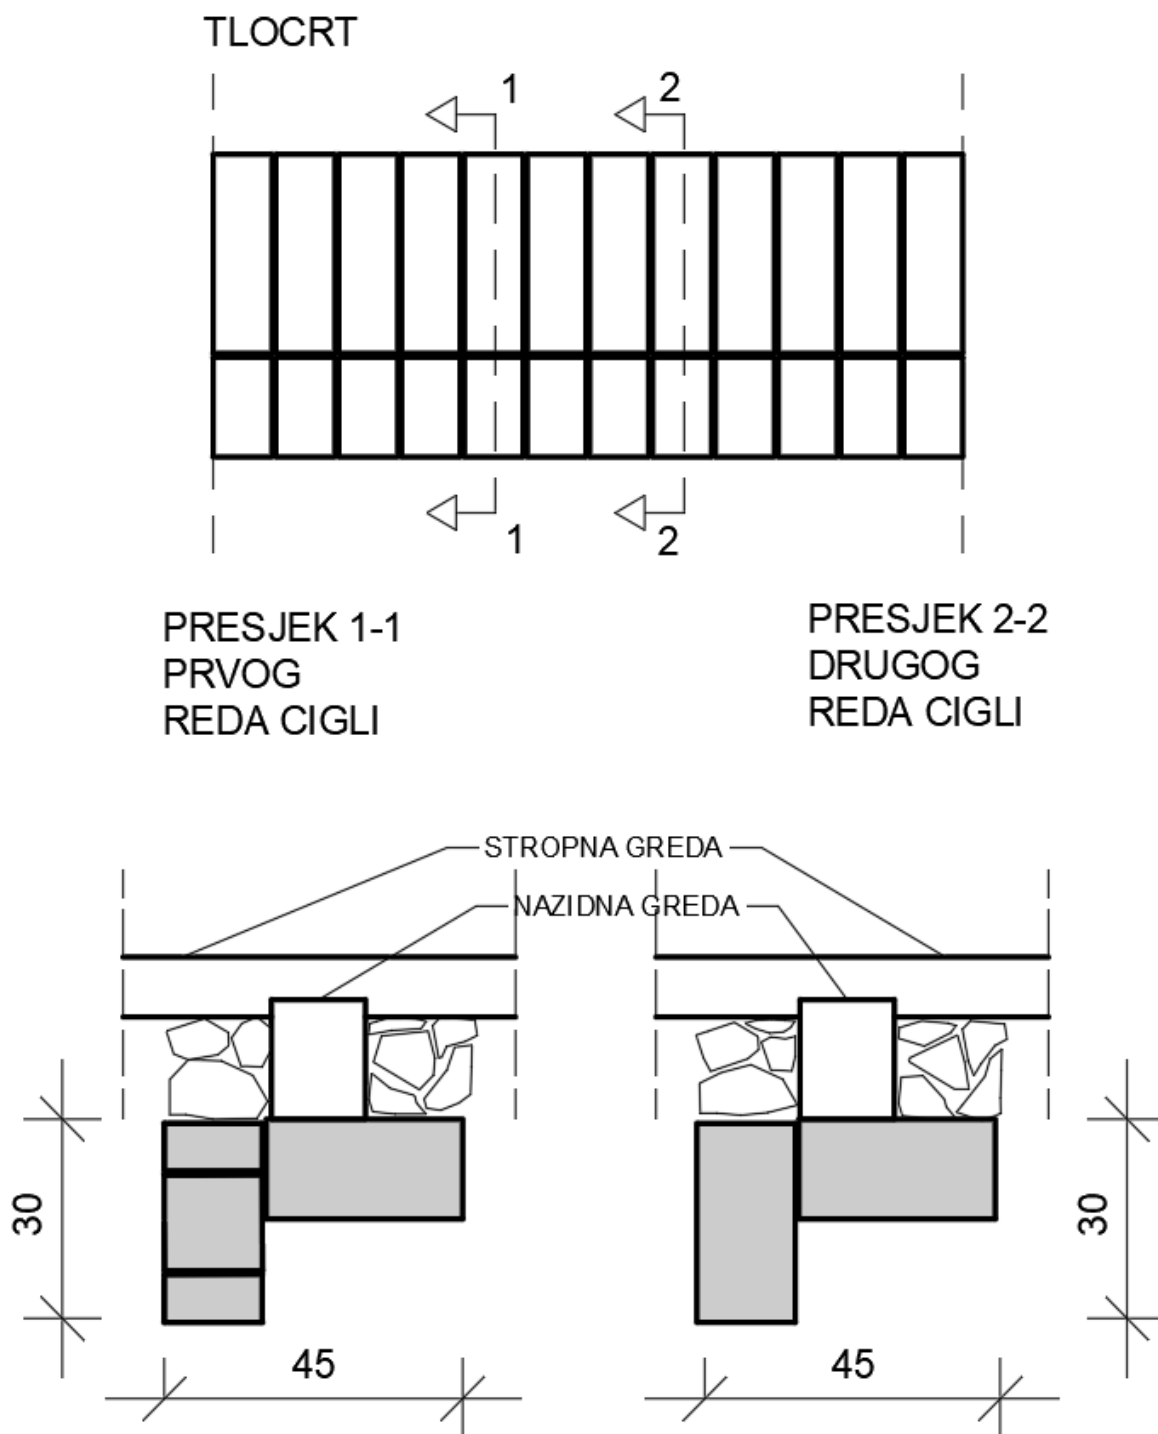 TLOCRT
1 2
1 2
PRESJEK 1-1
PRVOG
REDA CIGLI
PRESJEK 2-2
DRUGOG
REDA CIGLI
STROPNA GREDA
NAZIDNA GREDA
30
30
45
45